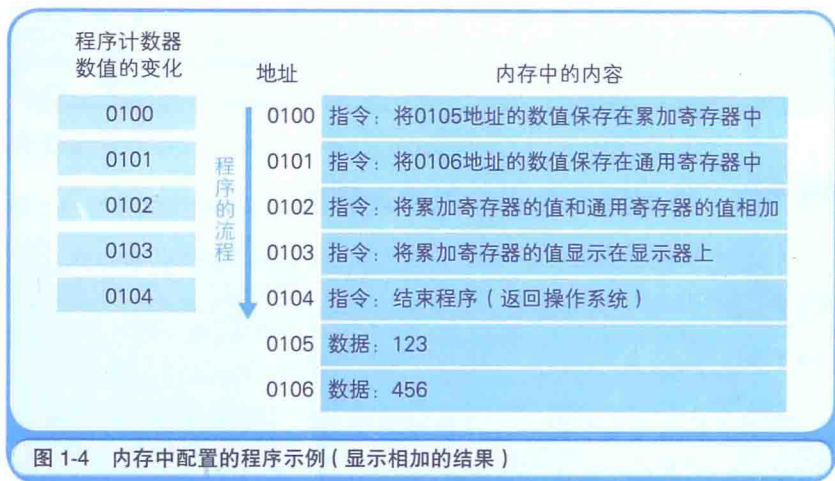 程序计数器
数值的变化
地址
内存中的内容
0100
0100 指令：将0105地址的数值保存在累加寄存器中
0101
0101 指令：将0106地址的数值保存在通用寄存器中
0102
0102 指令：将累加寄存器的值和通用寄存器的值相加
0103
0103 指令：将累加寄存器的值显示在显示器上
0104
0104 指令：结束程序（返回操作系统）
程序的流程
0105 数据：123
0106 数据：456
图 1-4 内存中配置的程序示例（显示相加的结果）